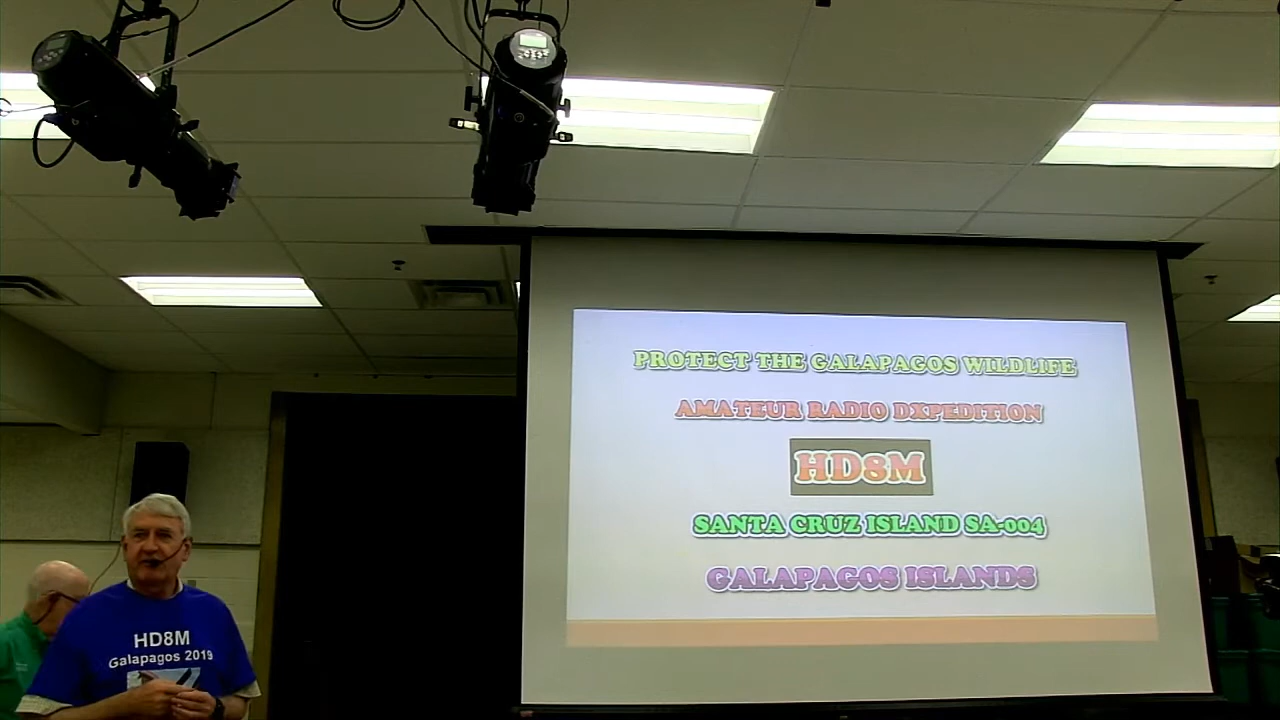 PROTECT THE GALAPAGOS WILDLIFE
AMATEUR RADIO DXPEDITION
HD8M
SANTA CRUZ ISLAND SA-004
GALAPAGOS ISLANDS
HD8M
Galapagos 2019